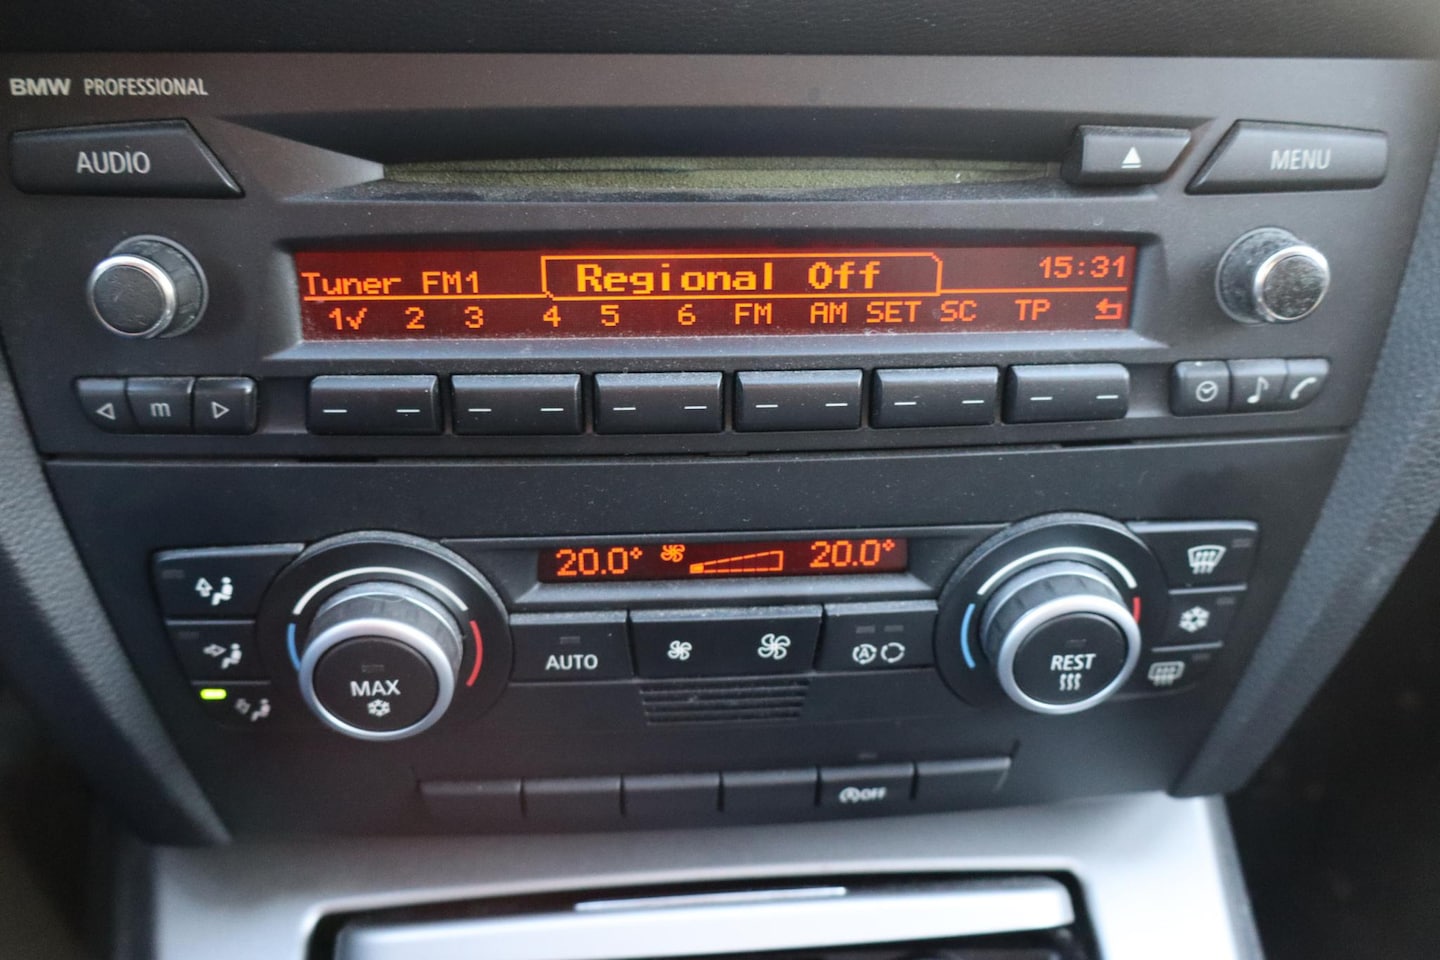 BMW PROFESSIONAL
AUDIO
MENU
Tuner FM1 Regional Off 15:31
1✓ 2 3 4 5 6 FM AM SET SC TP
m
20.0° 20.0°
AUTO
A
MAX
REST
A OFF